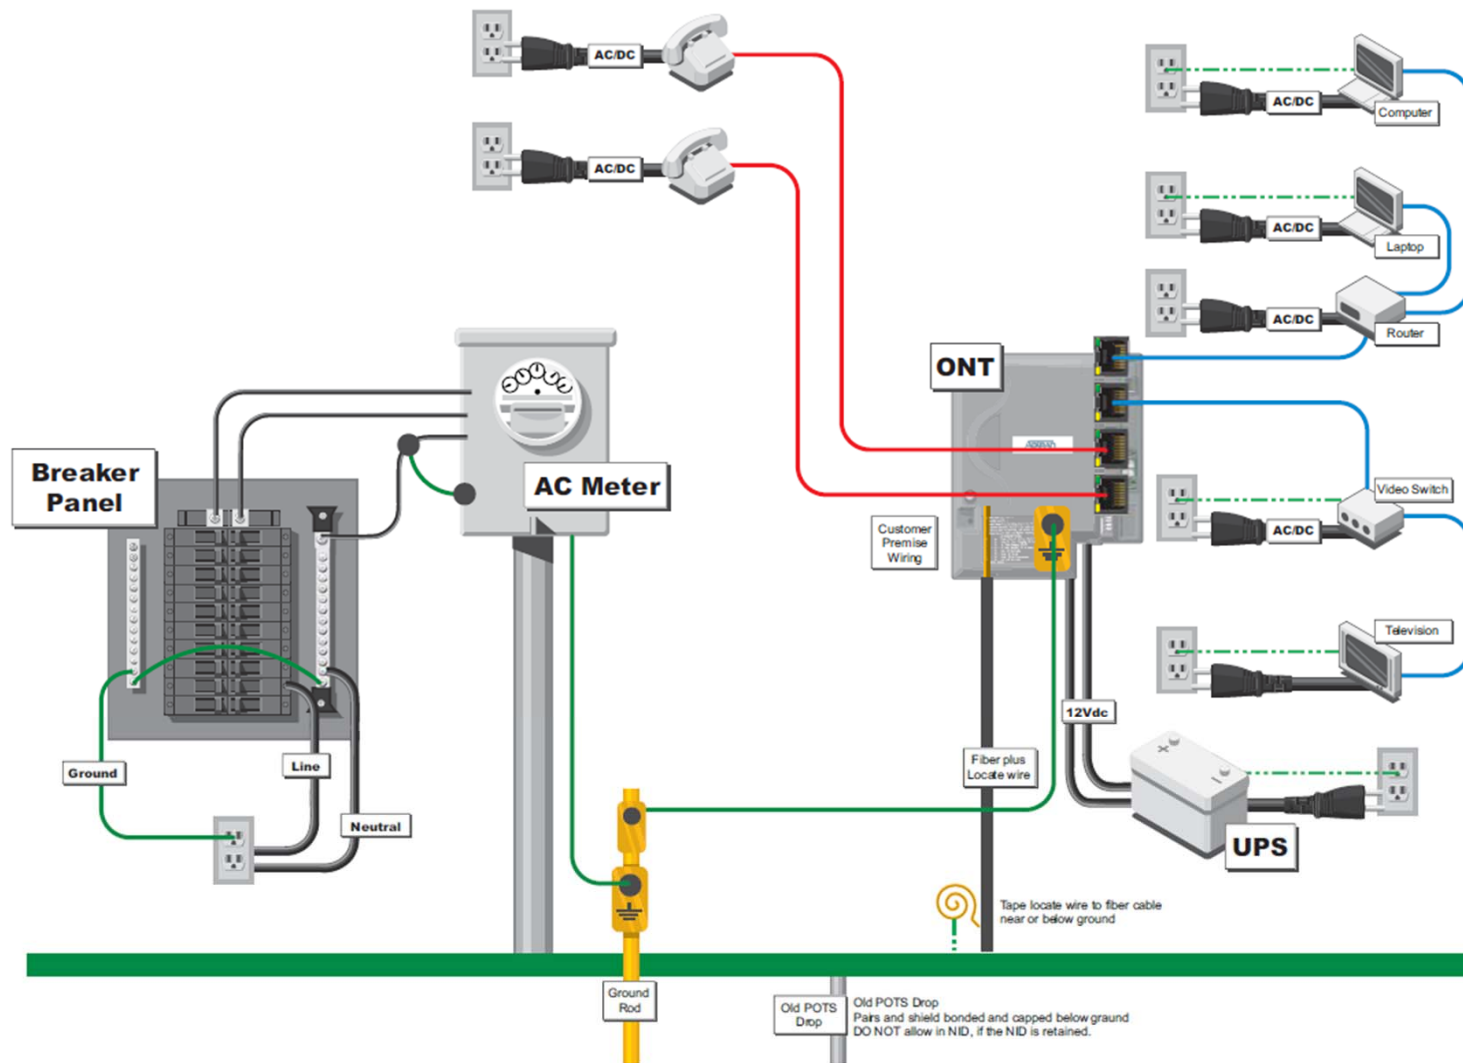 AC/DC
AC/DC
AC/DC
Computer
AC/DC
Laptop
AC/DC
Router
ONT
Breaker
Panel
AC Meter
Video Switch
AC/DC
Customer
Premise
Wiring
Television
12Vdc
Fiber plus
Locate wire
Ground
Line
Neutral
UPS
Tape locate wire to fiber cable
near or below ground
Ground
Rod
Old POTS
Drop
Old POTS Drop
Pairs and shield bonded and capped below graund
DO NOT allow in NID, if the NID is retained.